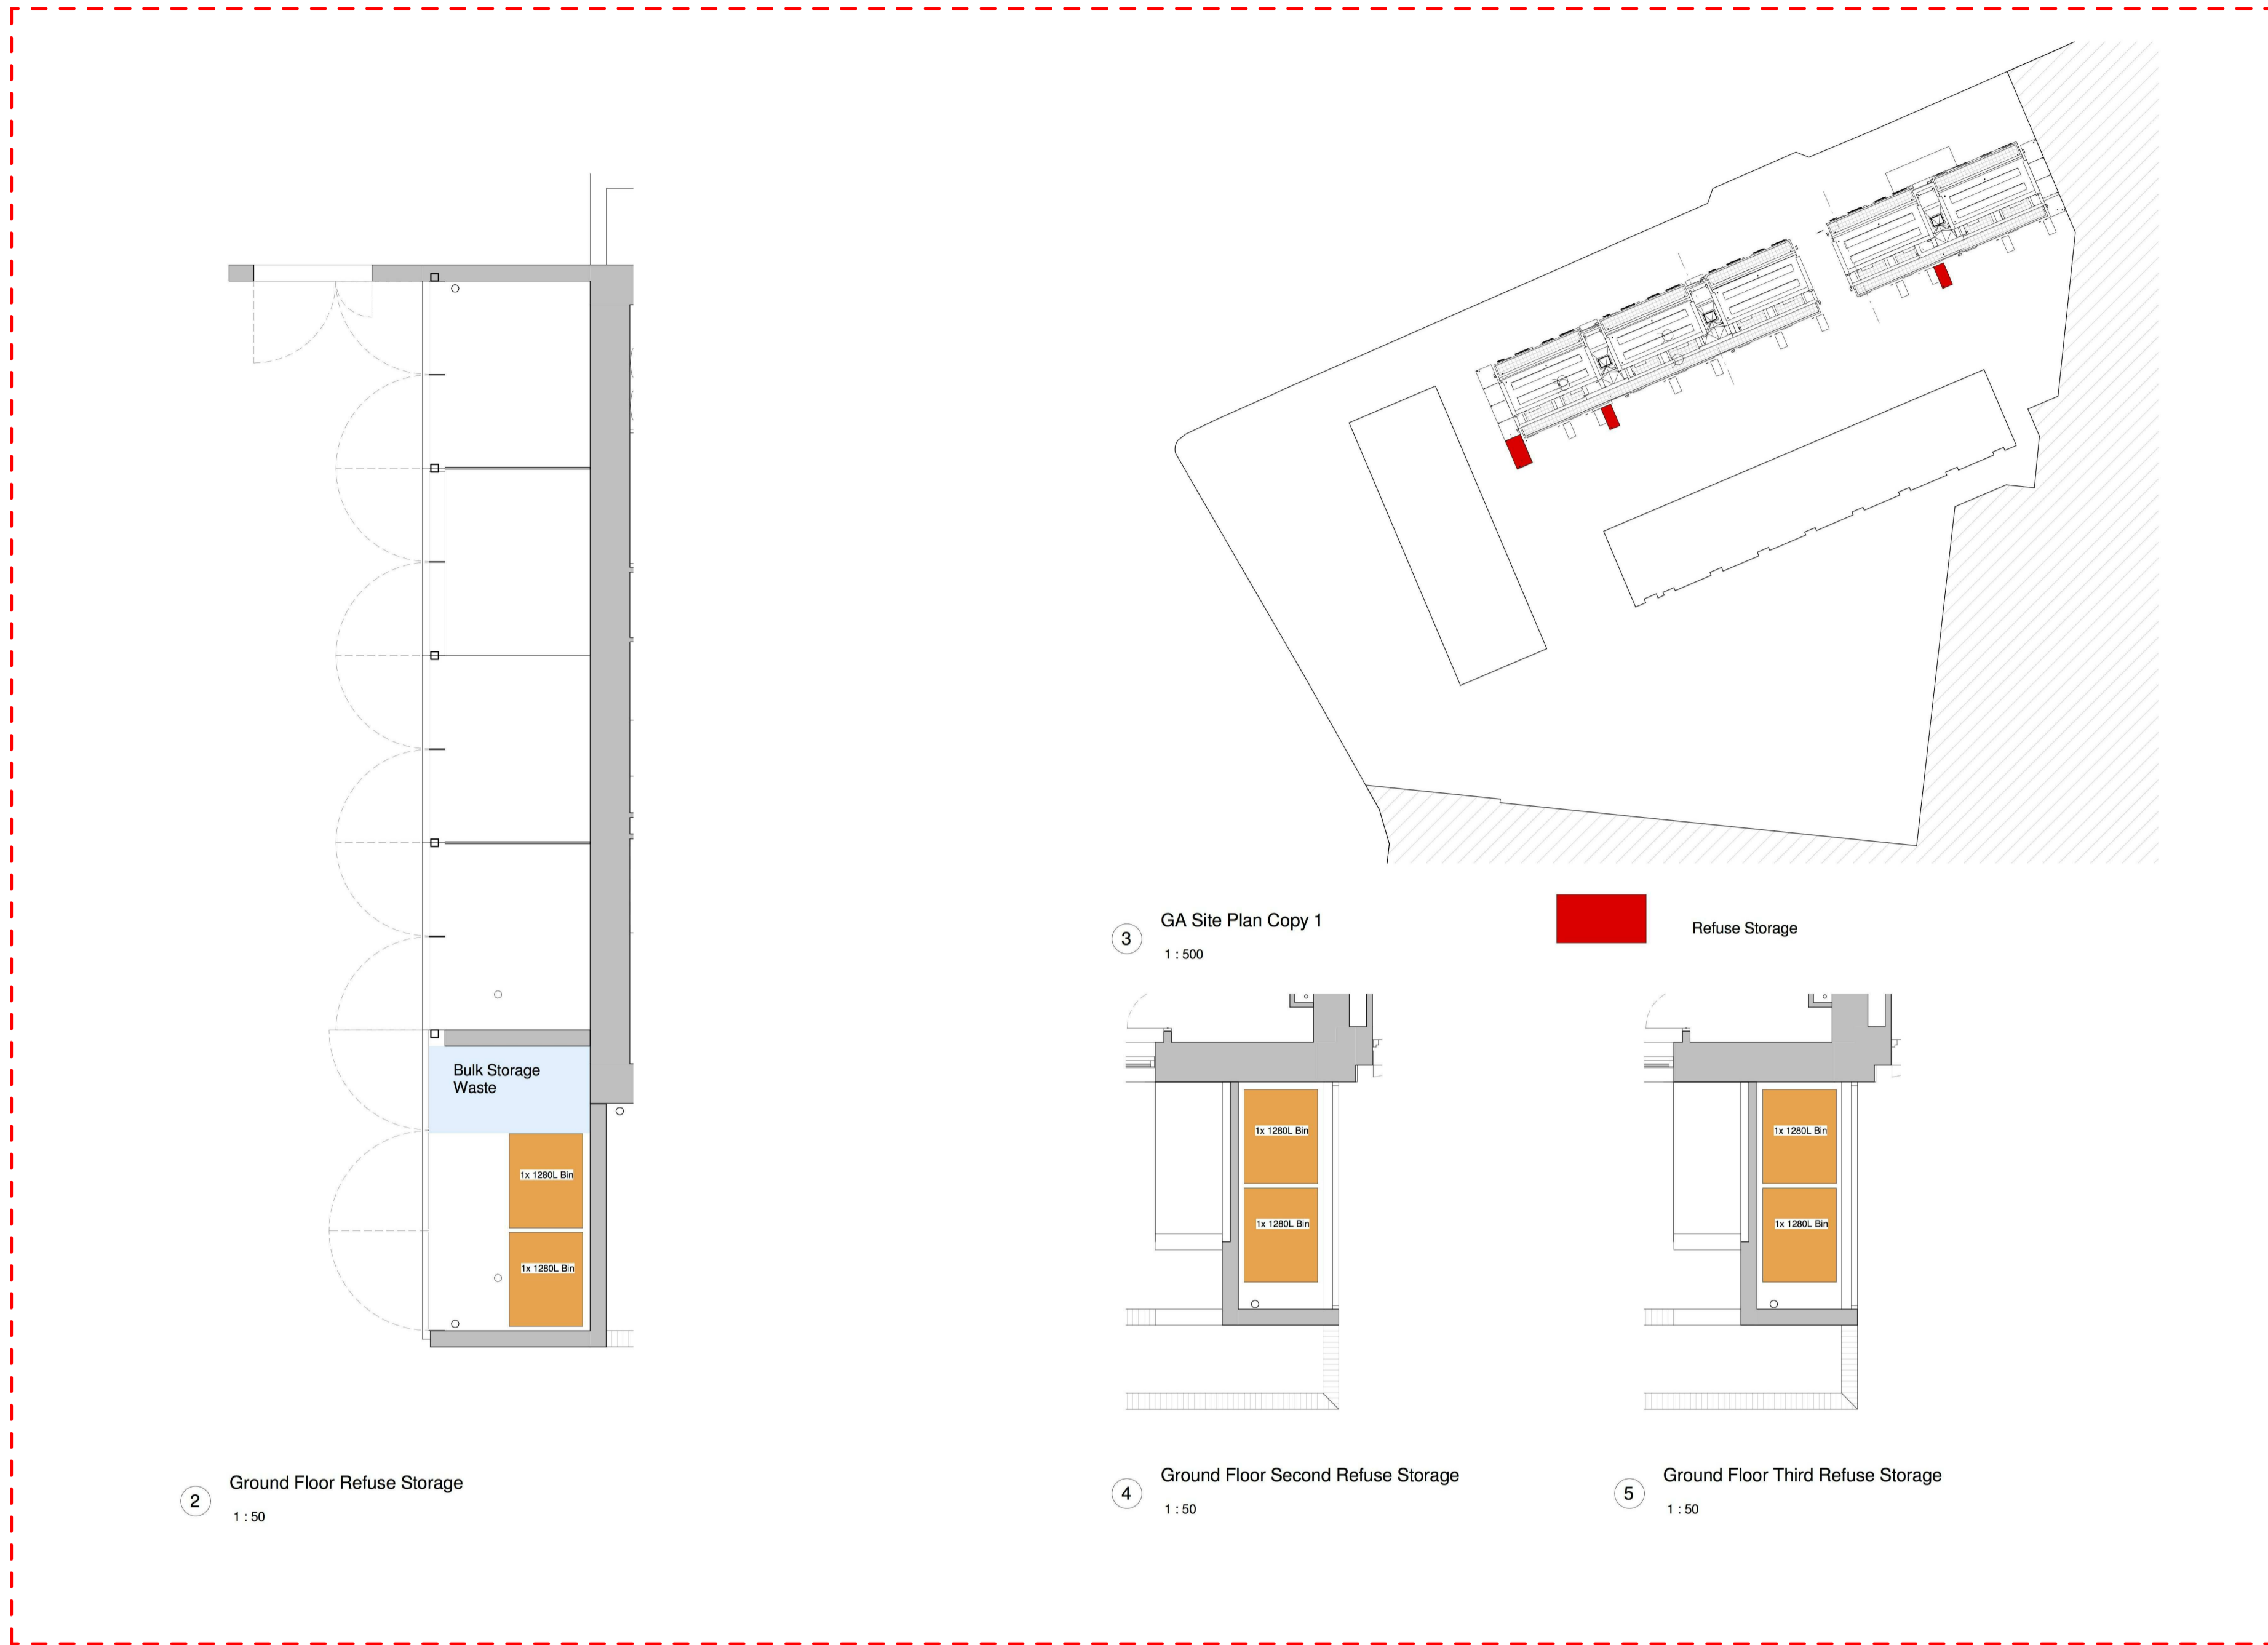 Bulk Storage
Waste
1x 1280L Bin
1x 1280L Bin
2
Ground Floor Refuse Storage
1 : 50
3
GA Site Plan Copy 1
1 : 500
Refuse Storage
1x 1280L Bin
1x 1280L Bin
4
Ground Floor Second Refuse Storage
1 : 50
1x 1280L Bin
1x 1280L Bin
5
Ground Floor Third Refuse Storage
1 : 50